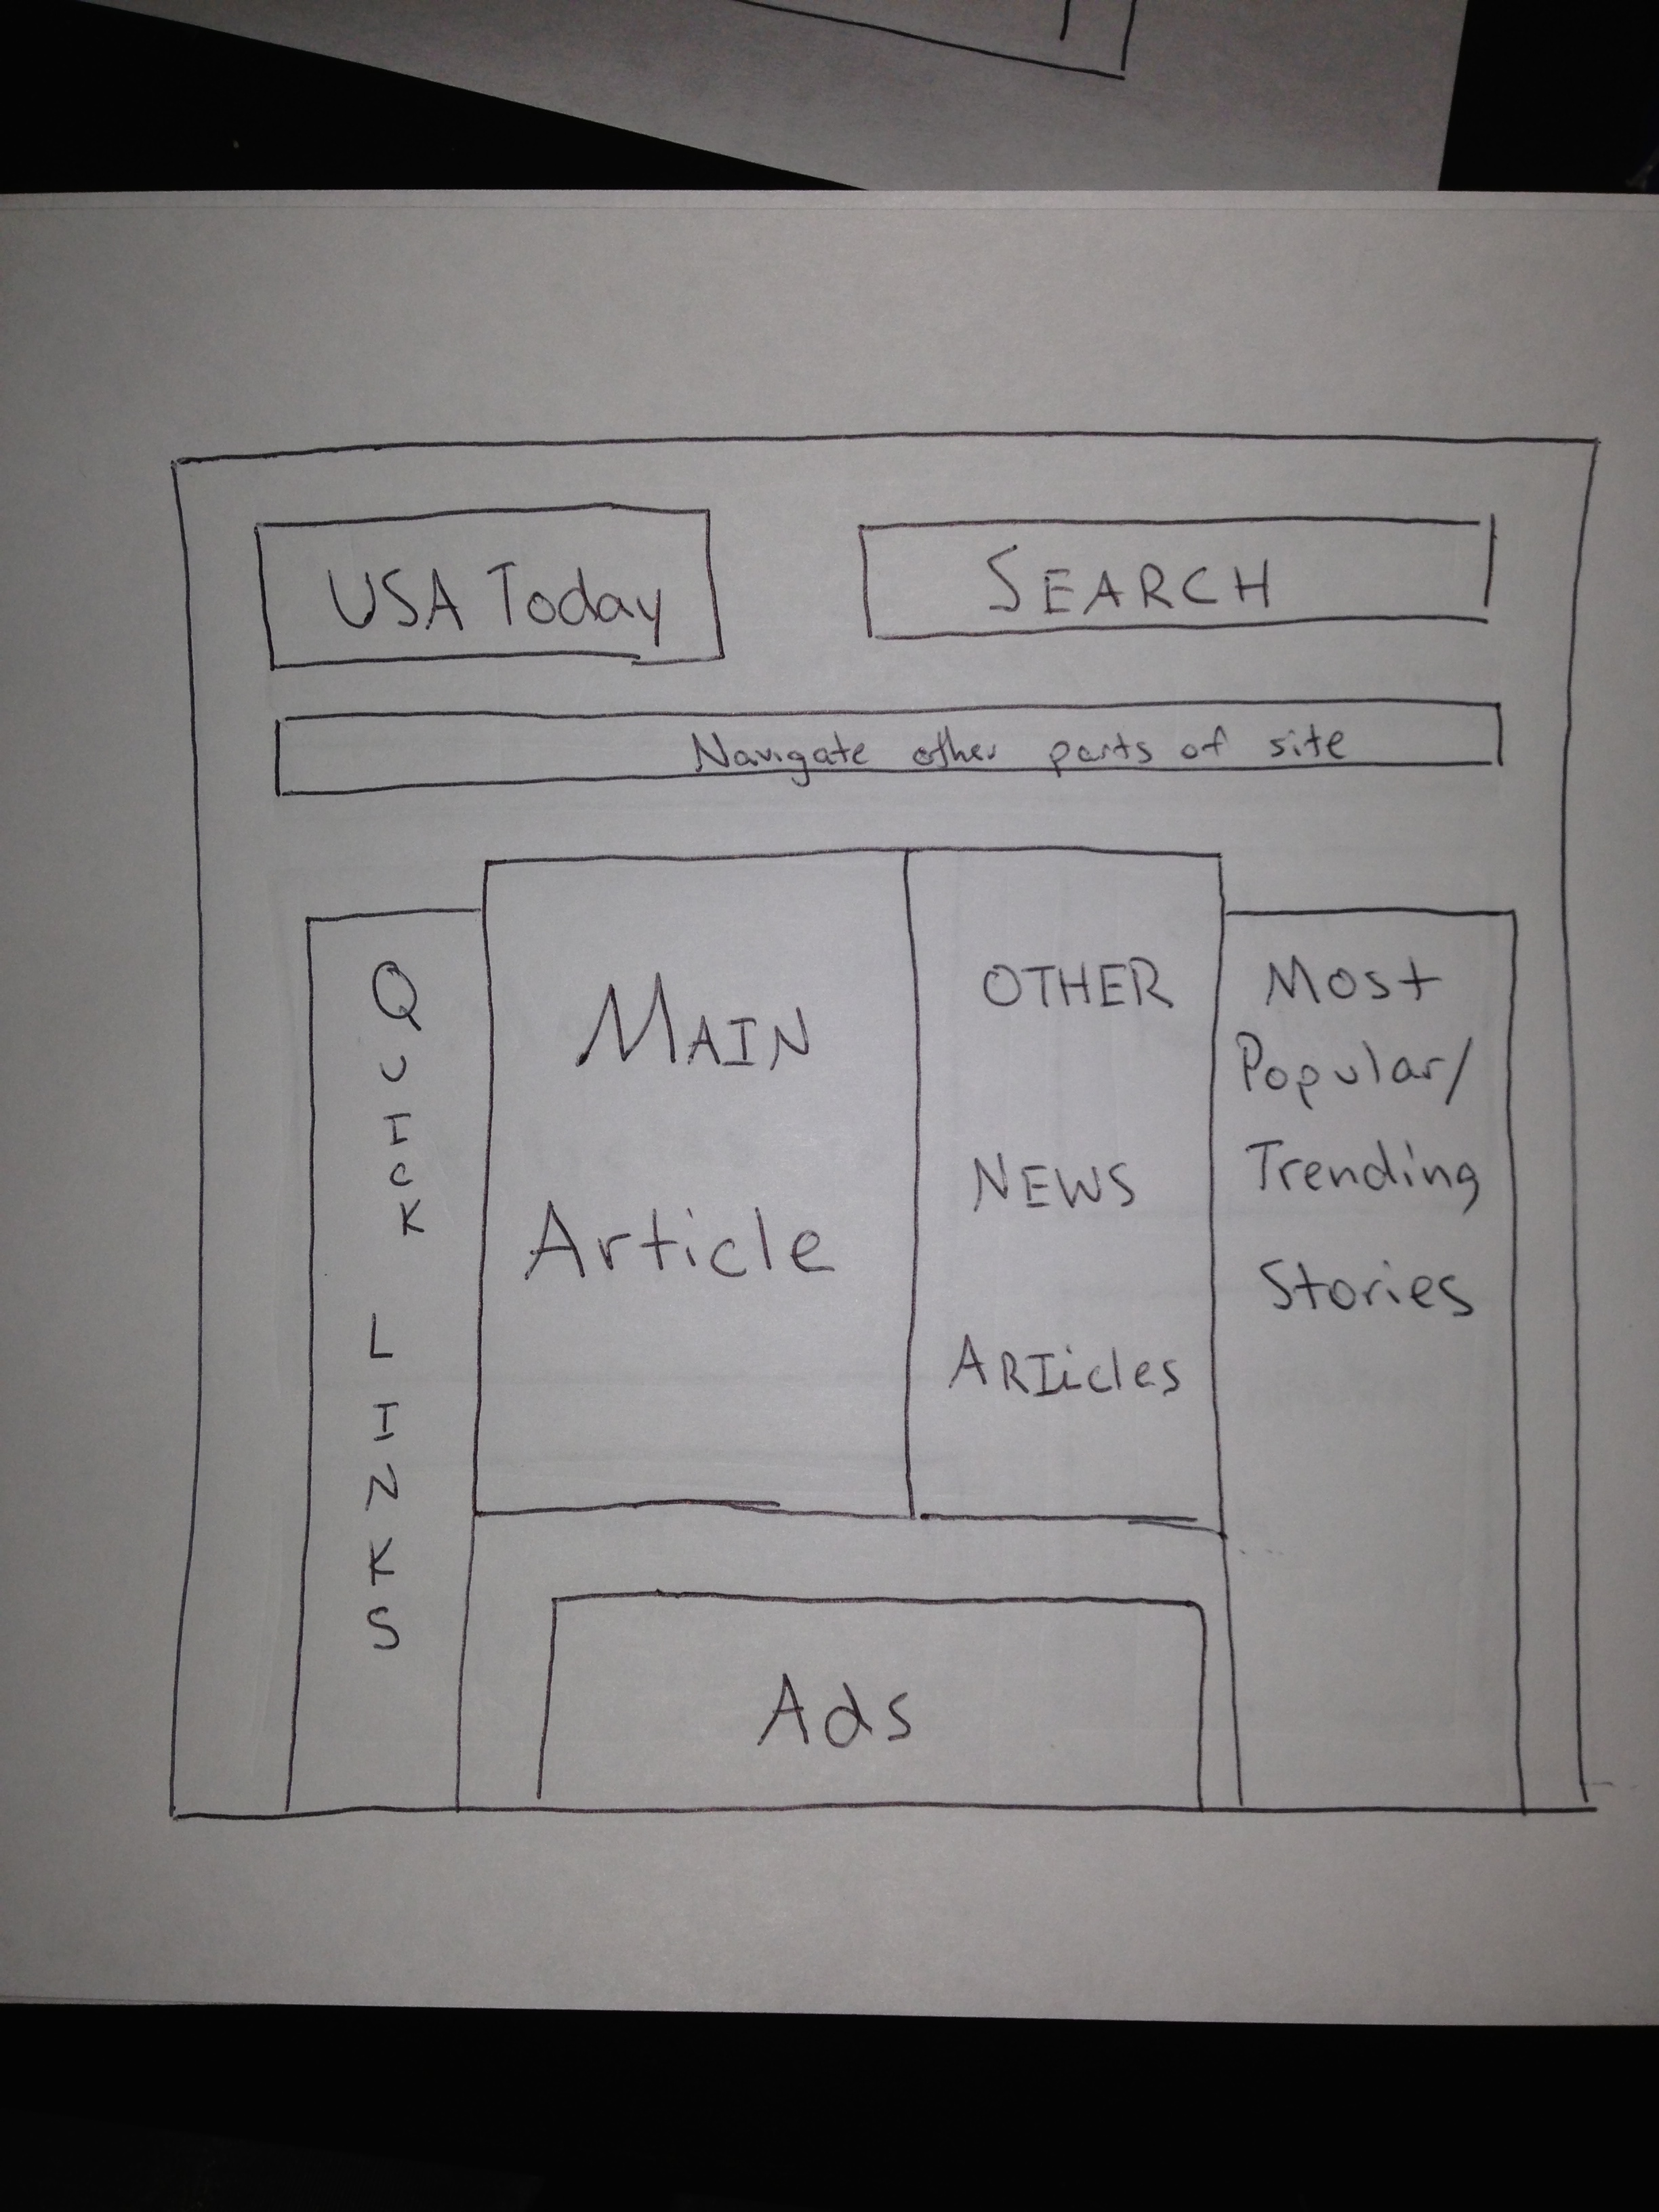 USA Today
SEARCH
Navigate other parts of site
QUICK
LINKS
MAIN
Article
OTHER
NEWS
ARTicles
Most
Popular/
Trending
Stories
Ads